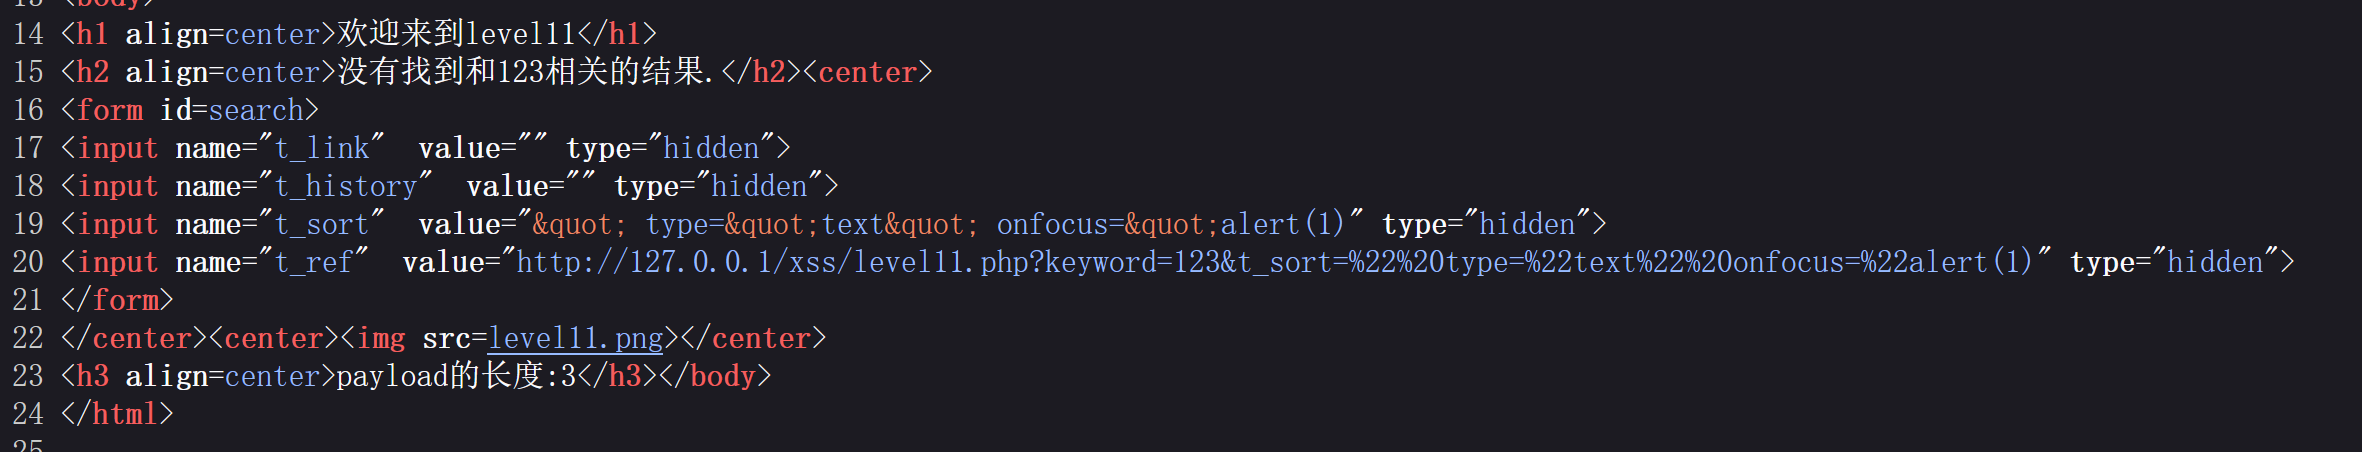 <body>
14 <h1 align=center>欢迎来到level11</h1>
15 <h2 align=center>没有找到和123相关的结果.</h2><center>
16 <form id=search>
17 <input name="t_link"  value="" type="hidden">
18 <input name="t_history"  value="" type="hidden">
19 <input name="t_sort"  value="&quot; type=&quot;text&quot; onfocus=&quot;alert(1)" type="hidden">
20 <input name="t_ref"  value="http://127.0.0.1/xss/level11.php?keyword=123&t_sort=%22%20type=%22text%22%20onfocus=%22alert(1)" type="hidden">
21 </form>
22 </center><center><img src=level11.png></center>
23 <h3 align=center>payload的长度:3</h3></body>
24 </html>
25